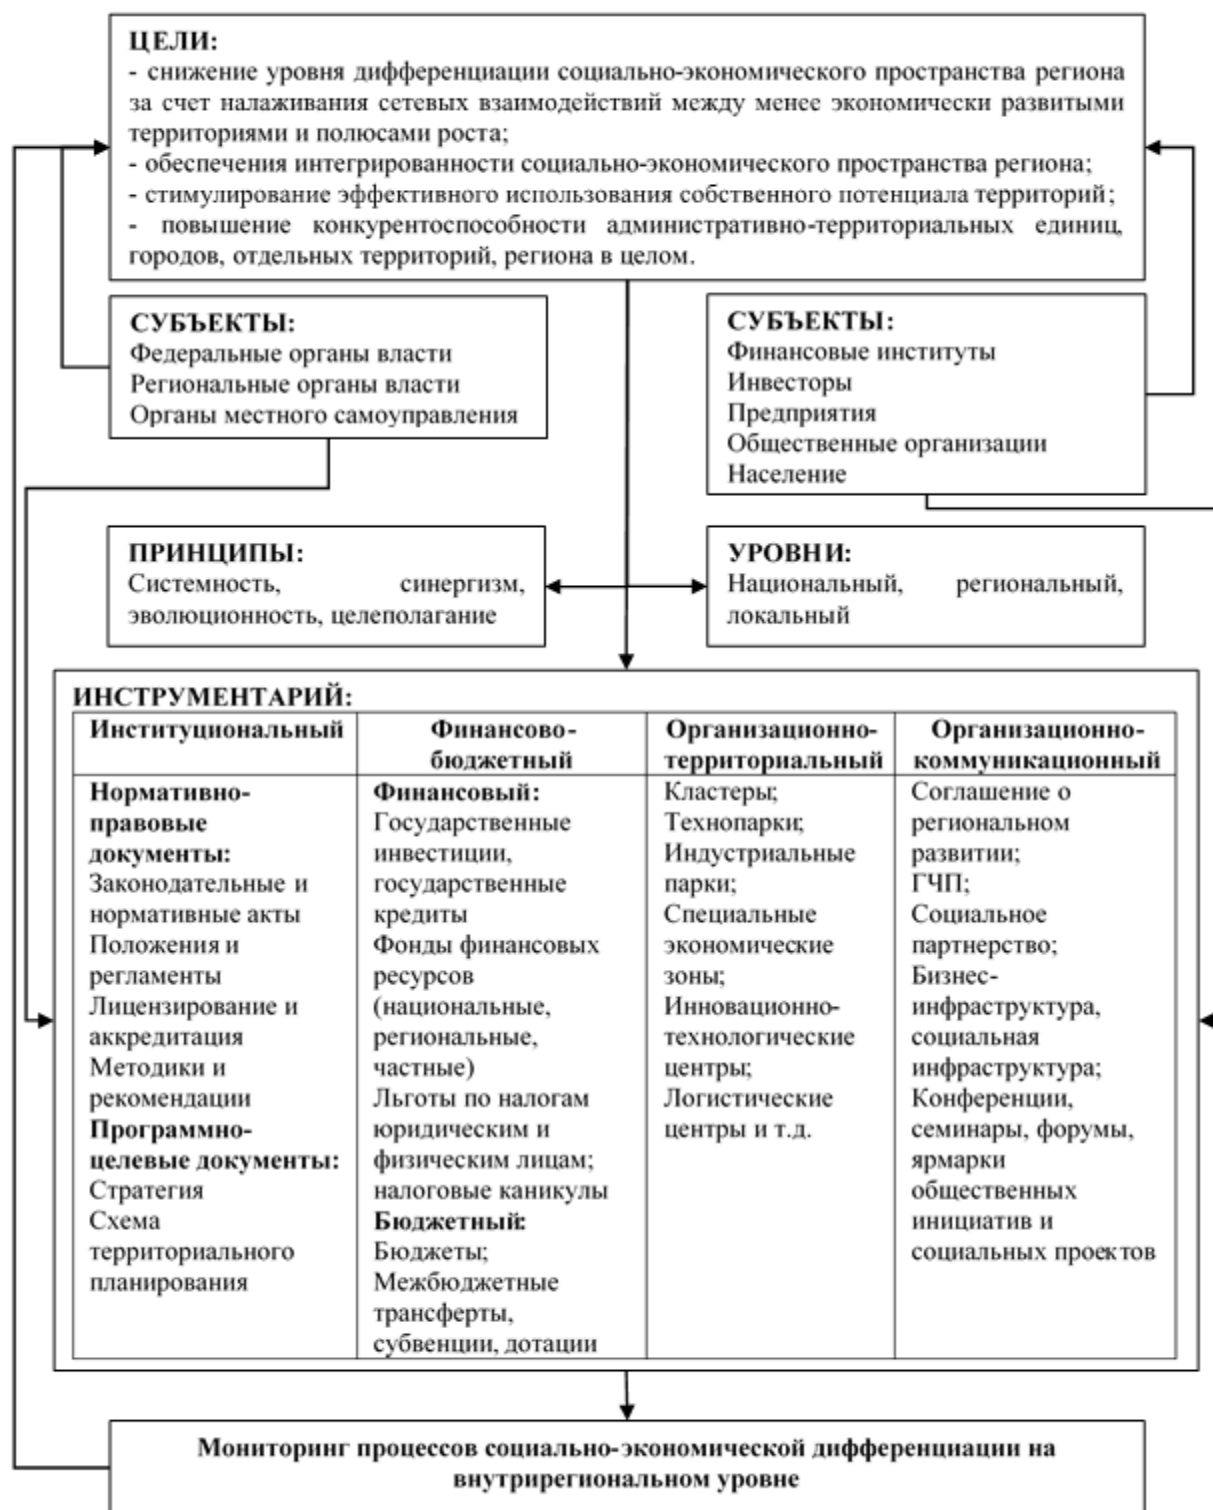 ЦЕЛИ:
- снижение уровня дифференциации социально-экономического пространства региона
за счет налаживания сетевых взаимодействий между менее экономически развитыми
территориями и полюсами роста;
- обеспечения интегрированности социально-экономического пространства региона;
- стимулирование эффективного использования собственного потенциала территорий;
- повышение конкурентоспособности административно-территориальных единиц,
городов, отдельных территорий, региона в целом.
СУБЪЕКТЫ:
Федеральные органы власти
Региональные органы власти
Органы местного самоуправления
СУБЪЕКТЫ:
Финансовые институты
Инвесторы
Предприятия
Общественные организации
Население
ПРИНЦИПЫ:
Системность, синергизм,
эволюционность, целеполагание
УРОВНИ:
Национальный, региональный,
локальный
ИНСТРУМЕНТАРИЙ:
Институциональный
Финансово-
бюджетный
Организационно-
территориальный
Организационно-
коммуникационный
Нормативно-
правовые
документы:
Законодательные и
нормативные акты
Положения и
регламенты
Лицензирование и
аккредитация
Методики и
рекомендации
Программно-
целевые документы:
Стратегия
Схема
территориального
планирования
Финансовый:
Государственные
инвестиции,
государственные
кредиты
Фонды финансовых
ресурсов
(национальные,
региональные,
частные)
Льготы по налогам
юридическим и
физическим лицам;
налоговые каникулы
Бюджетный:
Бюджеты;
Межбюджетные
трансферты,
субвенции, дотации
Кластеры;
Технопарки;
Индустриальные
парки;
Специальные
экономические
зоны;
Инновационно-
технологические
центры;
Логистические
центры и т.д.
Соглашение о
региональном
развитии;
ГЧП;
Социальное
партнерство;
Бизнес-
инфраструктура,
социальная
инфраструктура;
Конференции,
семинары, форумы,
ярмарки
общественных
инициатив и
социальных проектов
Мониторинг процессов социально-экономической дифференциации на
внутрирегиональном уровне